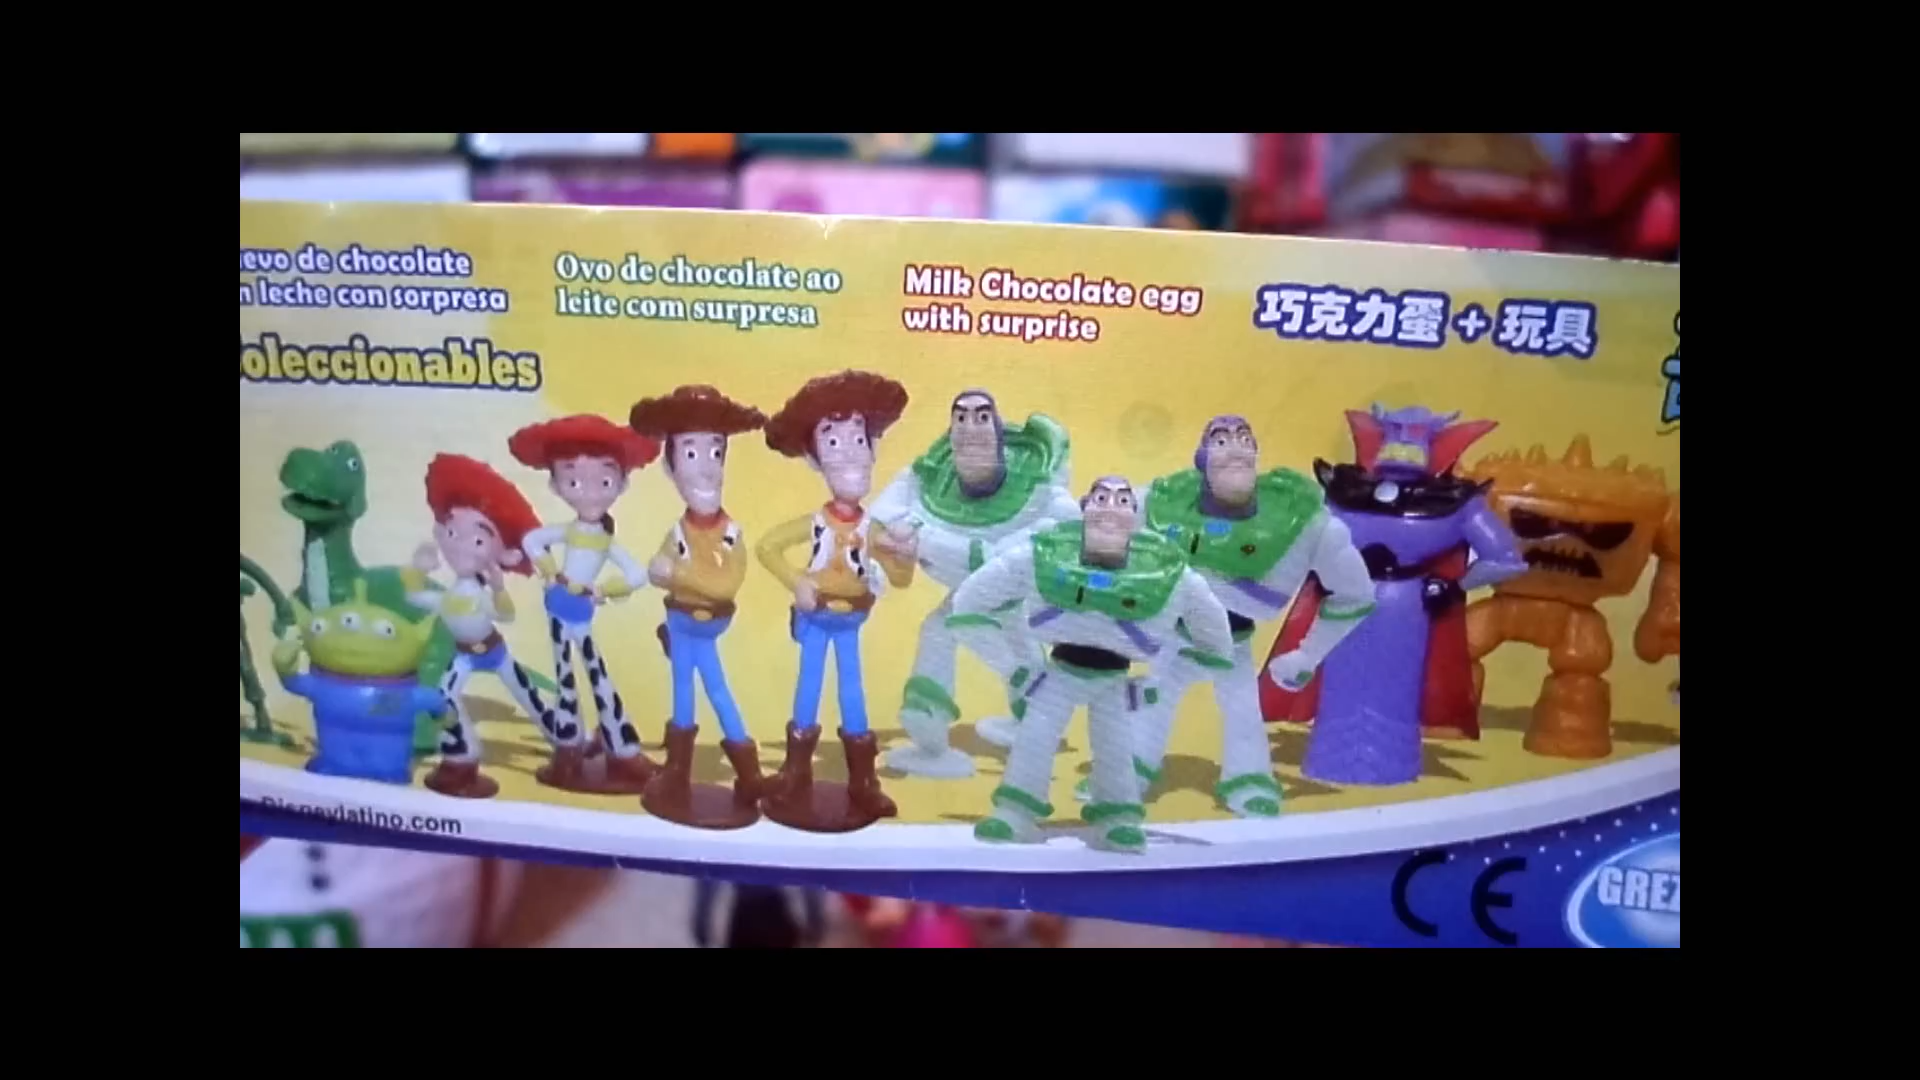 evo de chocolate
n leche con sorpresa
oleccionables
Ovo de chocolate ao
leite com surpresa
Milk Chocolate egg
with surprise
巧克力蛋 + 玩具
Disneylatino.com
CE
GREZ